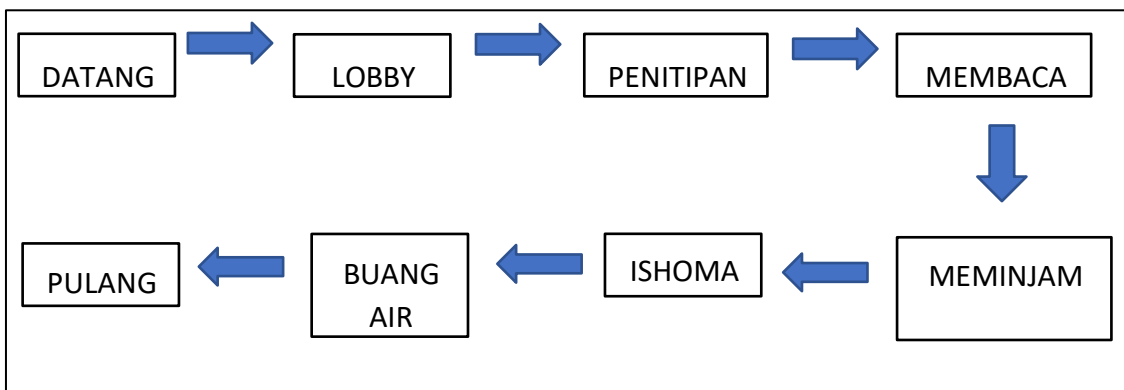 DATANG
LOBBY
PENITIPAN
MEMBACA
MEMINJAM
ISHOMA
BUANG
AIR
PULANG